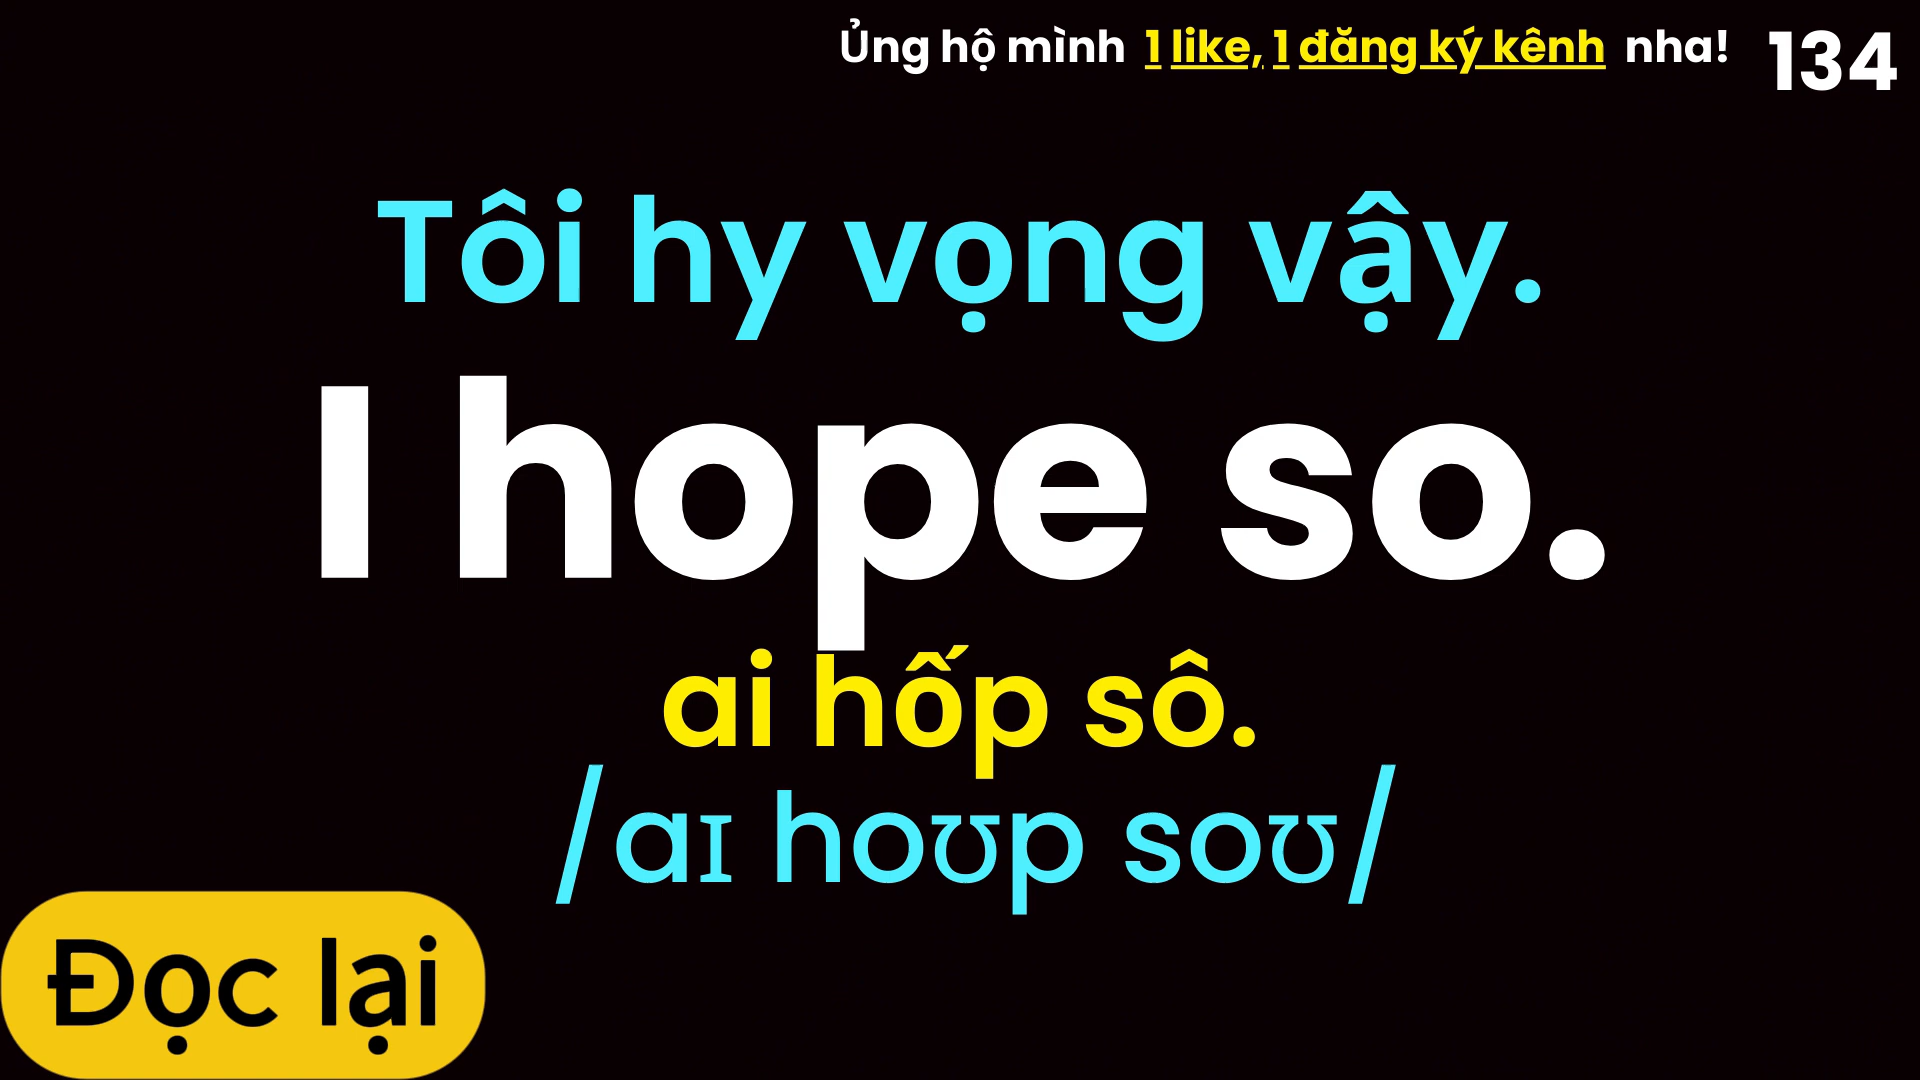 Ủng hộ mình 1 like, 1 đăng ký kênh nha! 134
Tôi hy vọng vậy.
I hope so.
ai hốp sô.
/aɪ hoʊp soʊ/
Đọc lại